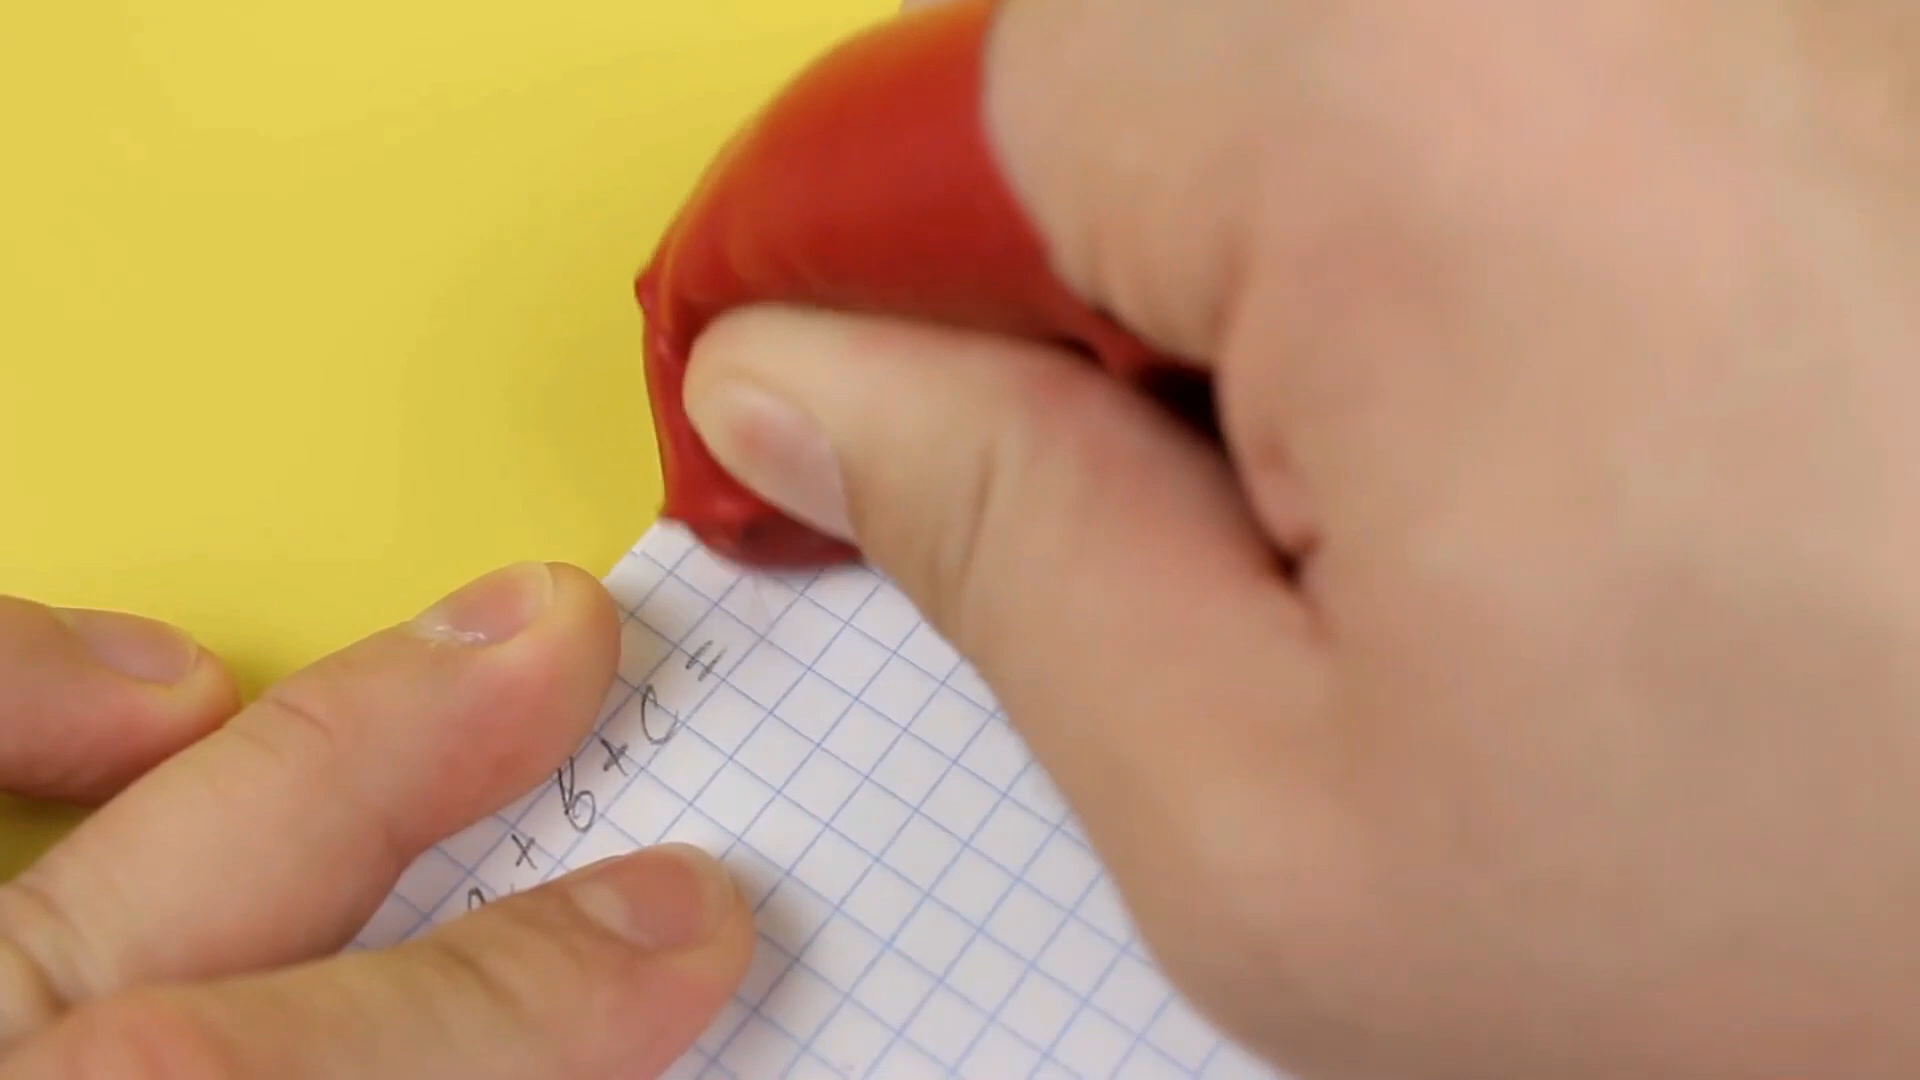 + B + C =